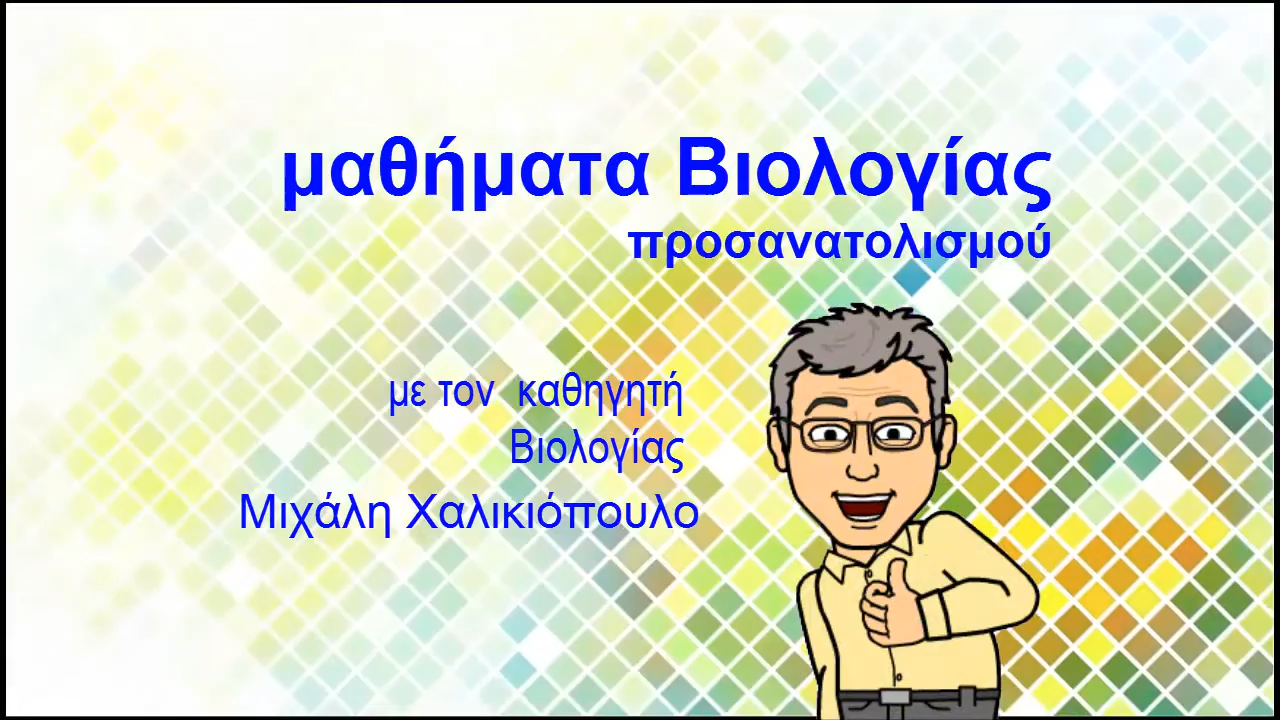 μαθήματα Βιολογίας
προσανατολισμού
με τον καθηγητή
Βιολογίας
Μιχάλη Χαλικιόπουλο